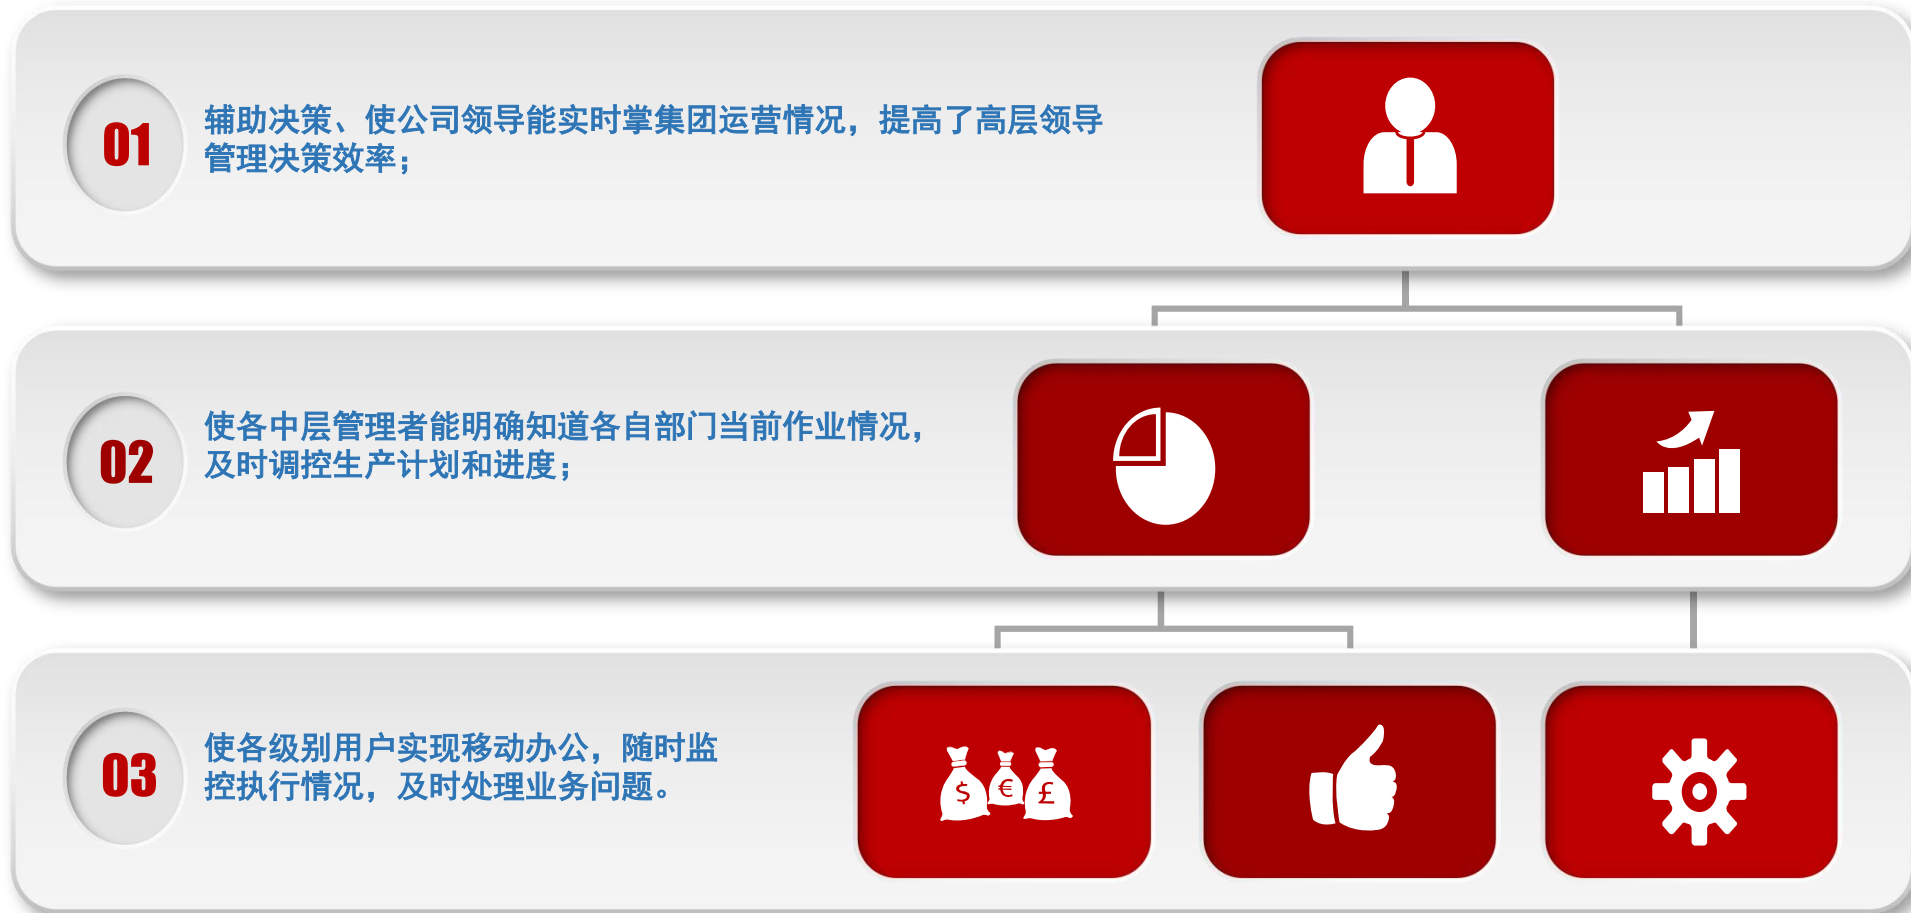 01
辅助决策、使公司领导能实时掌集团运营情况，提高了高层领导
管理决策效率；
02
使各中层管理者能明确知道各自部门当前作业情况，
及时调控生产计划和进度；
03
使各级别用户实现移动办公，随时监
控执行情况，及时处理业务问题。
$ € £